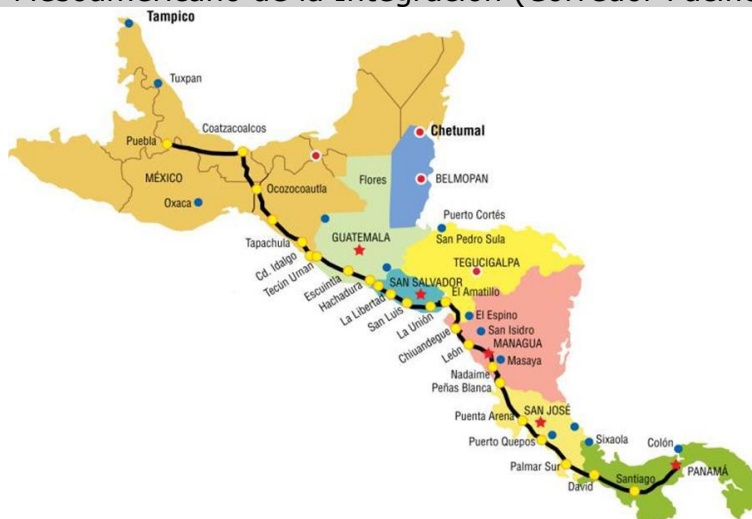 Mesoamericano de la Integración (Corredor Pacífic
Tampico
Tuxpan
Coatzacoalcos
Puebla
Chetumal
MÉXICO
Flores
BELMOPAN
Ocozocoautla
Oxaca
Puerto Cortés
GUATEMALA
San Pedro Sula
Tapachula
TEGUCIGALPA
Cd. Idalgo
Tecún Uman
SAN SALVADOR
Escuintla
El Amatillo
Hachadura
La Libertad
San Luis
El Espino
La Unión
San Isidro
Chiuandegue
MANAGUA
León
Masaya
Nadaime
Peñas Blanca
SAN JOSÉ
Puenta Arena
Puerto Quepos
Sixaola
Colón
Palmar Sur
PANAMÁ
David
Santiago